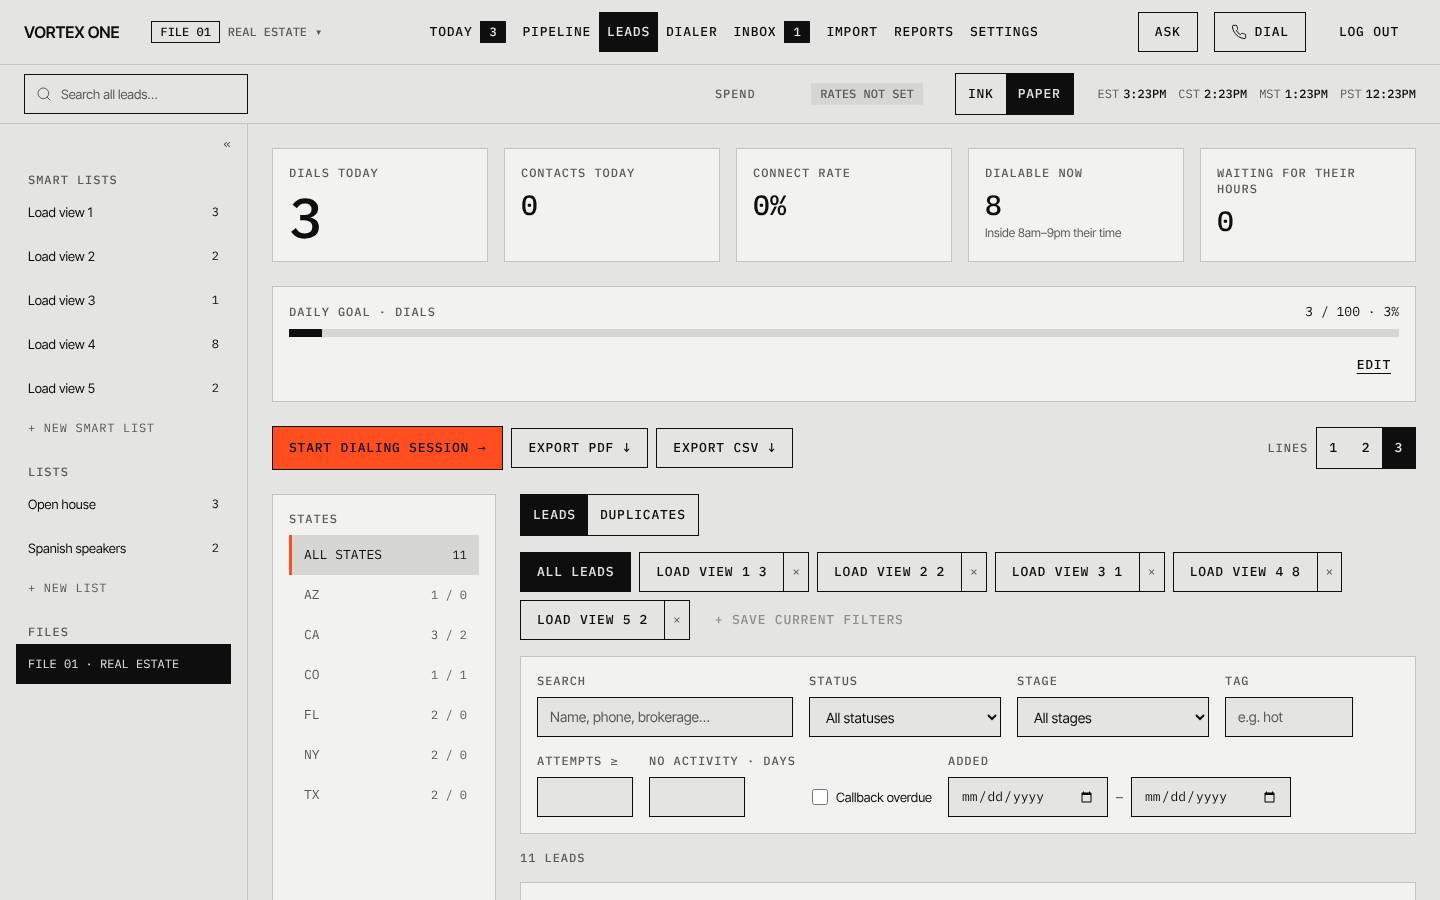 VORTEX ONE FILE 01 REAL ESTATE ▾ TODAY 3 PIPELINE LEADS DIALER INBOX 1 IMPORT REPORTS SETTINGS ASK DIAL LOG OUT
Search all leads... SPEND RATES NOT SET INK PAPER EST 3:23PM CST 2:23PM MST 1:23PM PST 12:23PM
«
SMART LISTS
Load view 1 3
Load view 2 2
Load view 3 1
Load view 4 8
Load view 5 2
+ NEW SMART LIST
LISTS
Open house 3
Spanish speakers 2
+ NEW LIST
FILES
FILE 01 · REAL ESTATE
DIALS TODAY
3
CONTACTS TODAY
0
CONNECT RATE
0%
DIALABLE NOW
8
Inside 8am–9pm their time
WAITING FOR THEIR
HOURS
0
DAILY GOAL · DIALS 3 / 100 · 3%
EDIT
START DIALING SESSION → EXPORT PDF ↓ EXPORT CSV ↓ LINES 1 2 3
STATES
ALL STATES 11
AZ 1 / 0
CA 3 / 2
CO 1 / 1
FL 2 / 0
NY 2 / 0
TX 2 / 0
LEADS DUPLICATES
ALL LEADS LOAD VIEW 1 3 × LOAD VIEW 2 2 × LOAD VIEW 3 1 × LOAD VIEW 4 8 ×
LOAD VIEW 5 2 × + SAVE CURRENT FILTERS
SEARCH STATUS STAGE TAG
Name, phone, brokerage... All statuses All stages e.g. hot
ATTEMPTS ≥ NO ACTIVITY · DAYS ADDED
Callback overdue mm/dd/yyyy – mm/dd/yyyy
11 LEADS